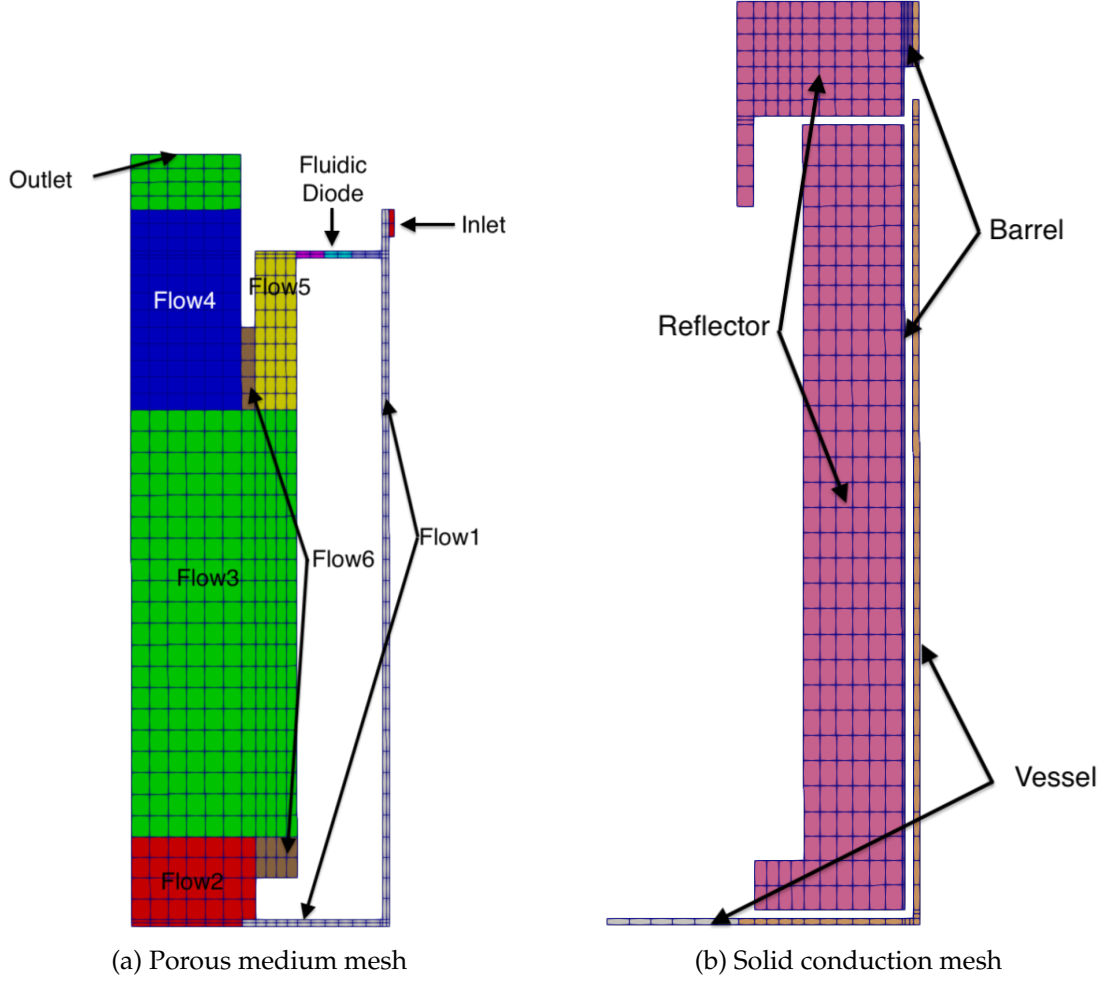 Outlet
Fluidic
Diode
Inlet
Flow4
Flow5
Flow6
Flow1
Flow3
Flow2
Barrel
Reflector
Vessel
(a) Porous medium mesh
(b) Solid conduction mesh